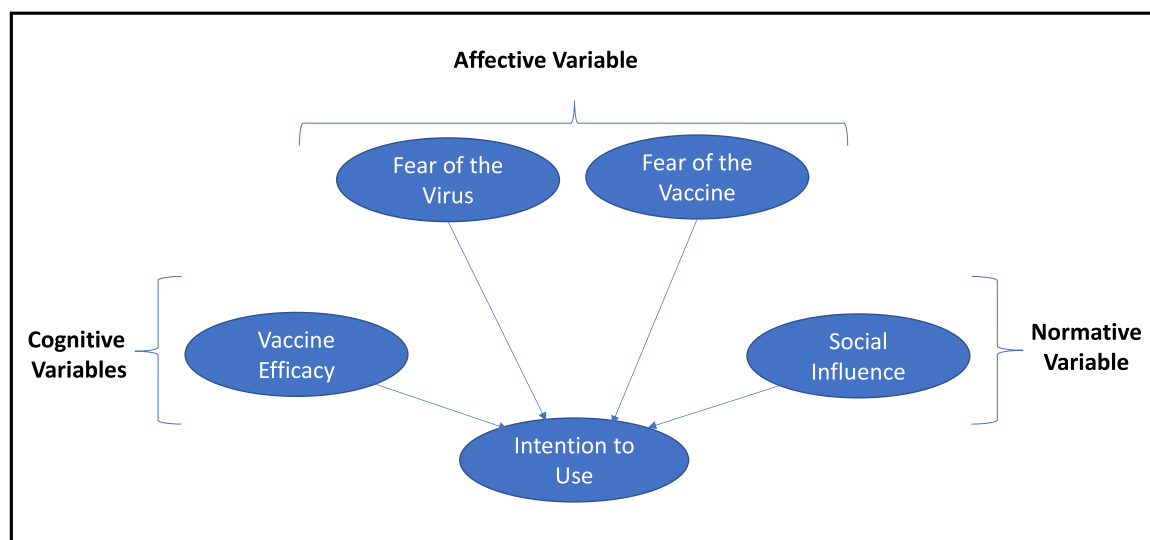 Affective Variable
Fear of the
Virus
Fear of the
Vaccine
Cognitive
Variables
Vaccine
Efficacy
Social
Influence
Normative
Variable
Intention to
Use